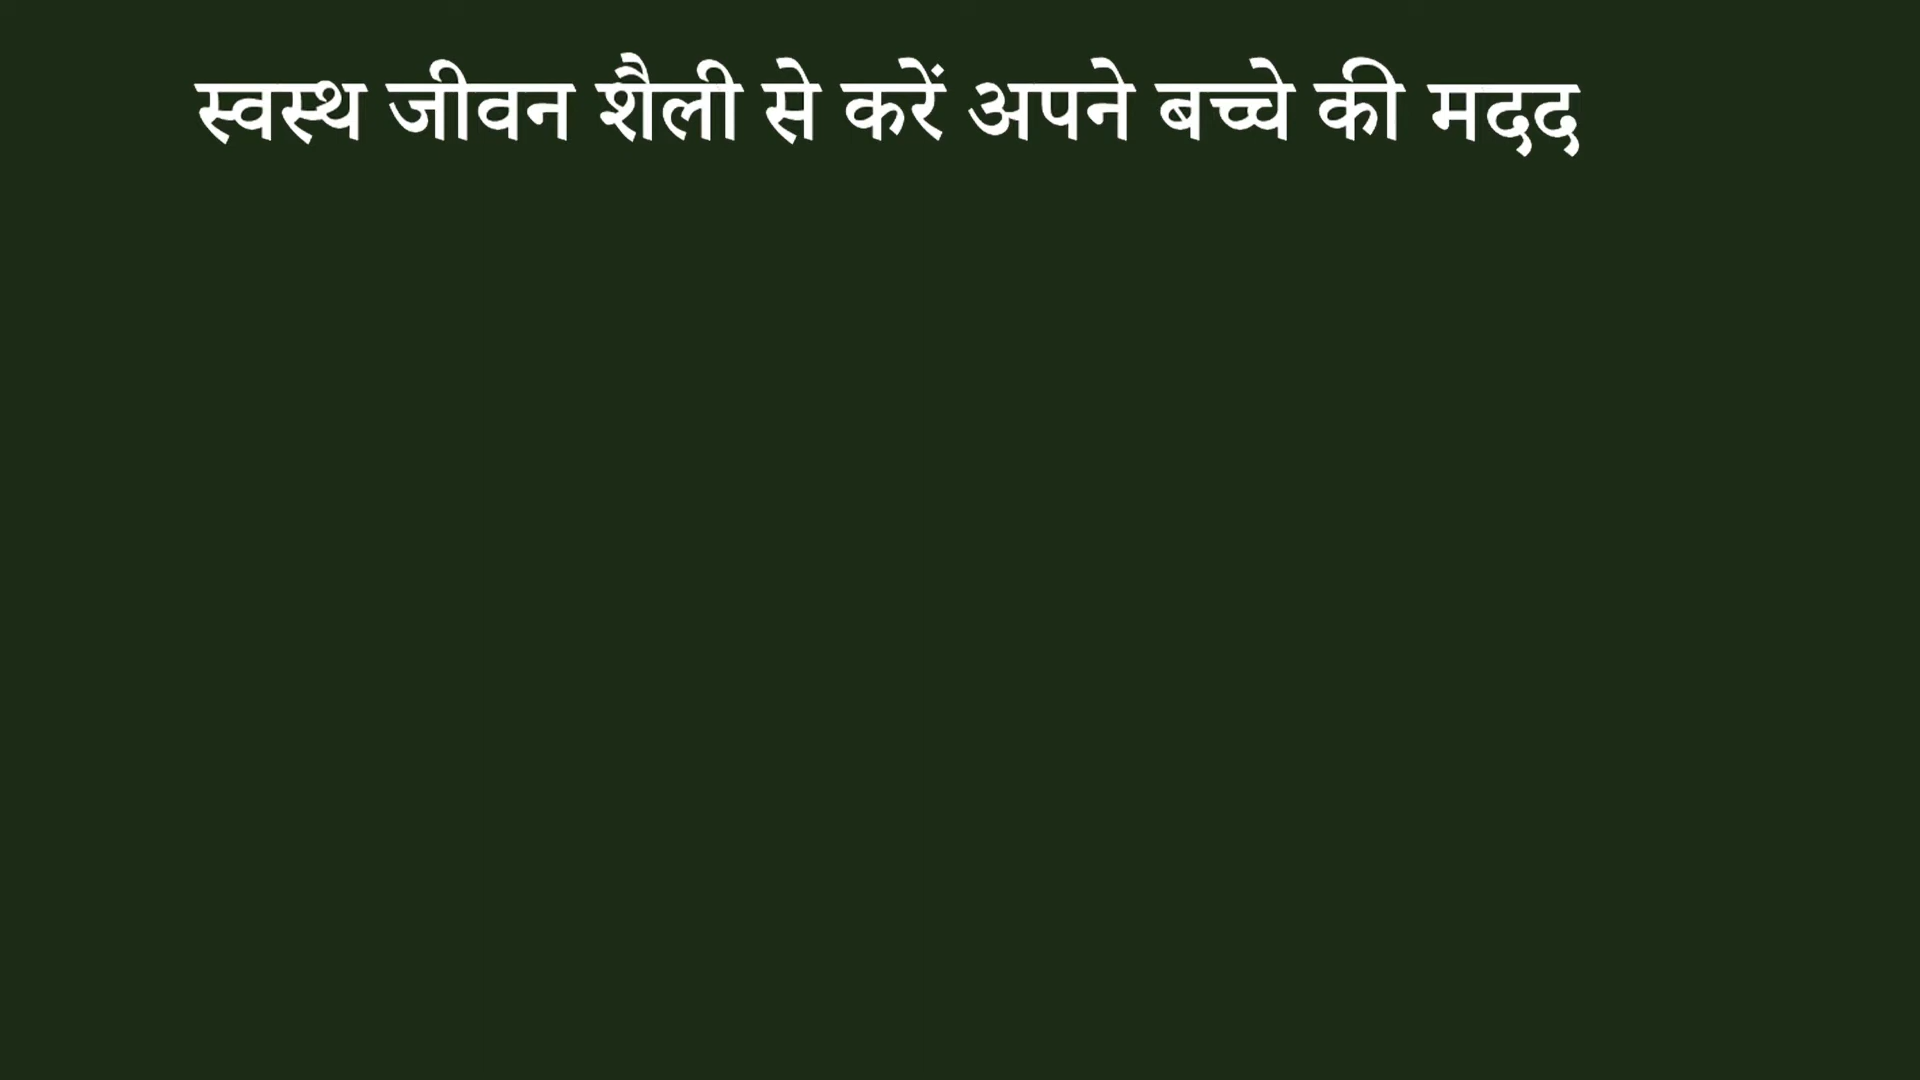 स्वस्थ जीवन शैली से करें अपने बच्चे की मदद